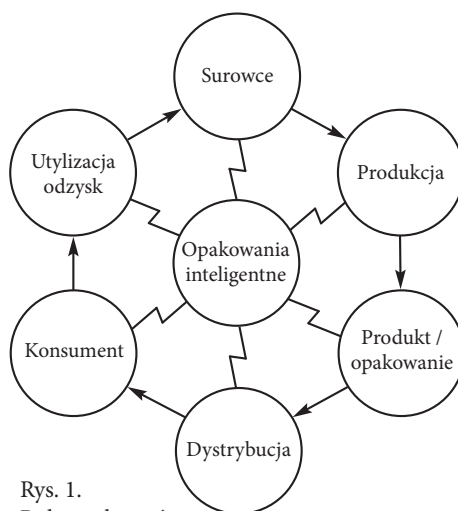 Surowce
Utylizacja
odzysk
Produkcja
Opakowania
inteligentne
Konsument
Produkt /
opakowanie
Dystrybucja
Rys. 1.